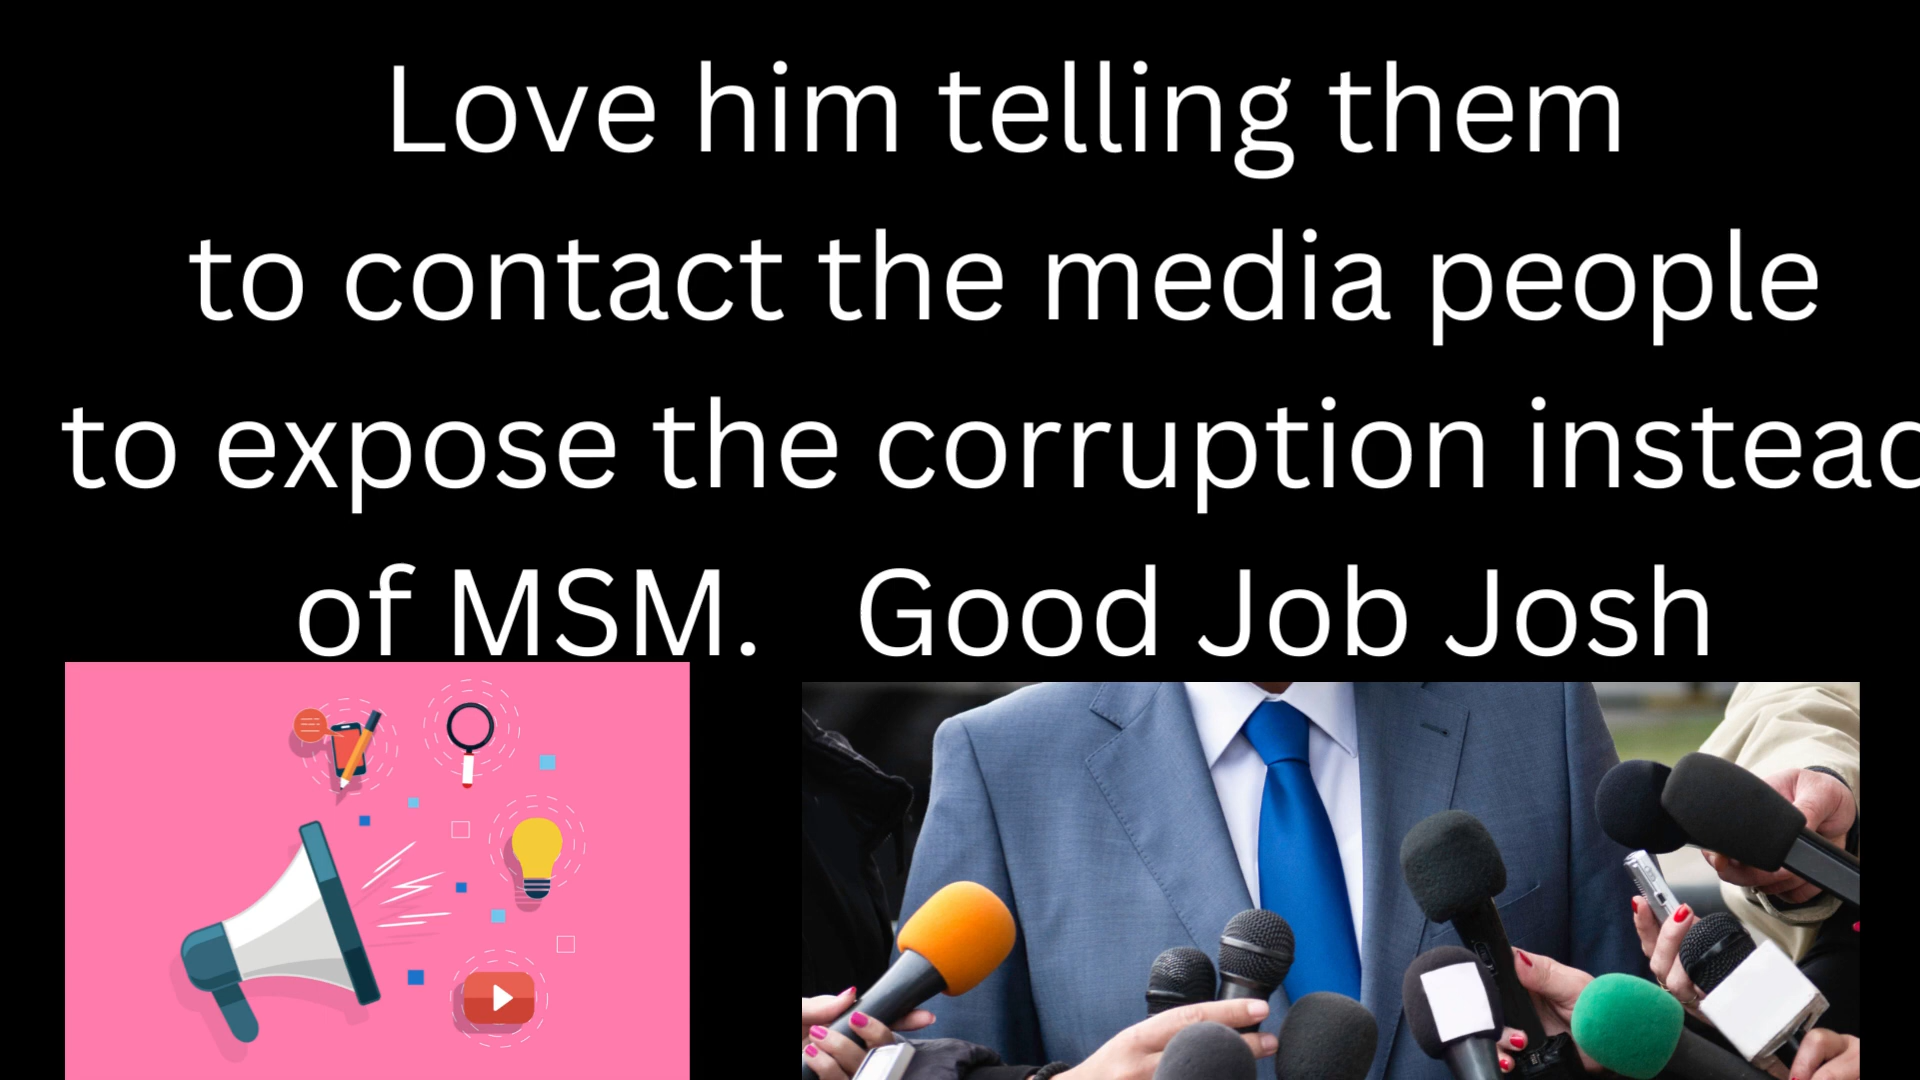 Love him telling them
to contact the media people
to expose the corruption instead
of MSM. Good Job Josh